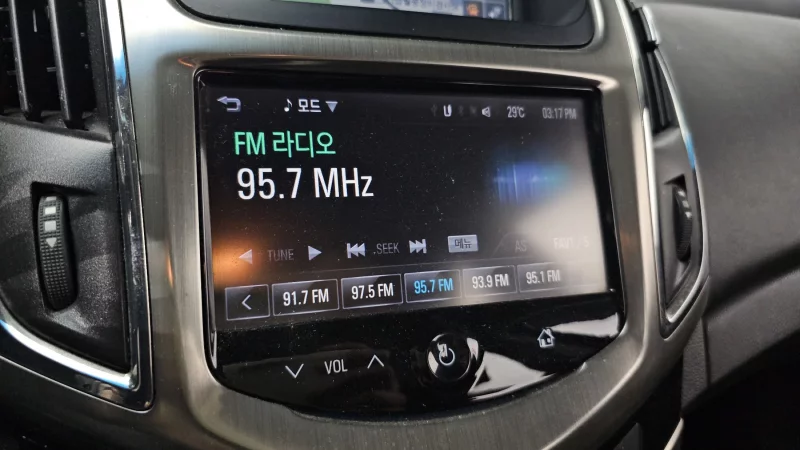 모드
29℃
03:17 PM
FM 라디오
95.7 MHz
TUNE
SEEK
메뉴
AS
91.7 FM
97.5 FM
95.7 FM
93.9 FM
95.1 FM
VOL